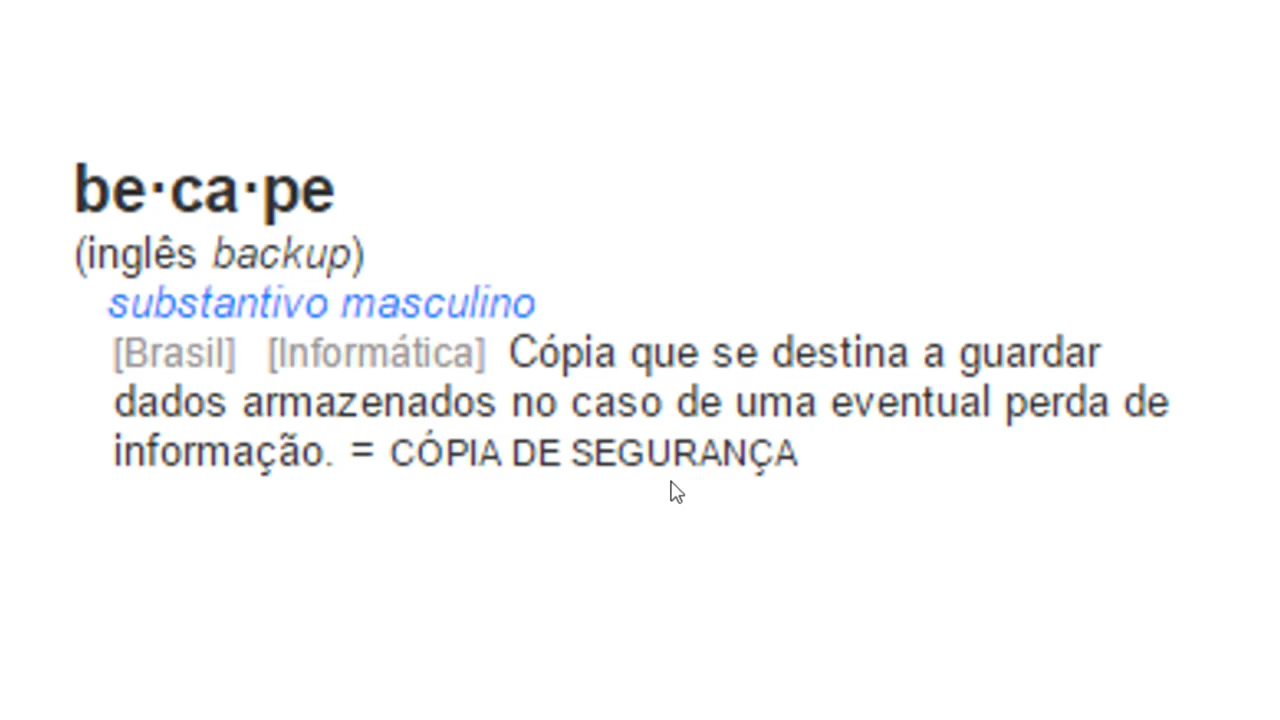 be·ca·pe
(inglês backup)
substantivo masculino
[Brasil] [Informática] Cópia que se destina a guardar
dados armazenados no caso de uma eventual perda de
informação. = CÓPIA DE SEGURANÇA